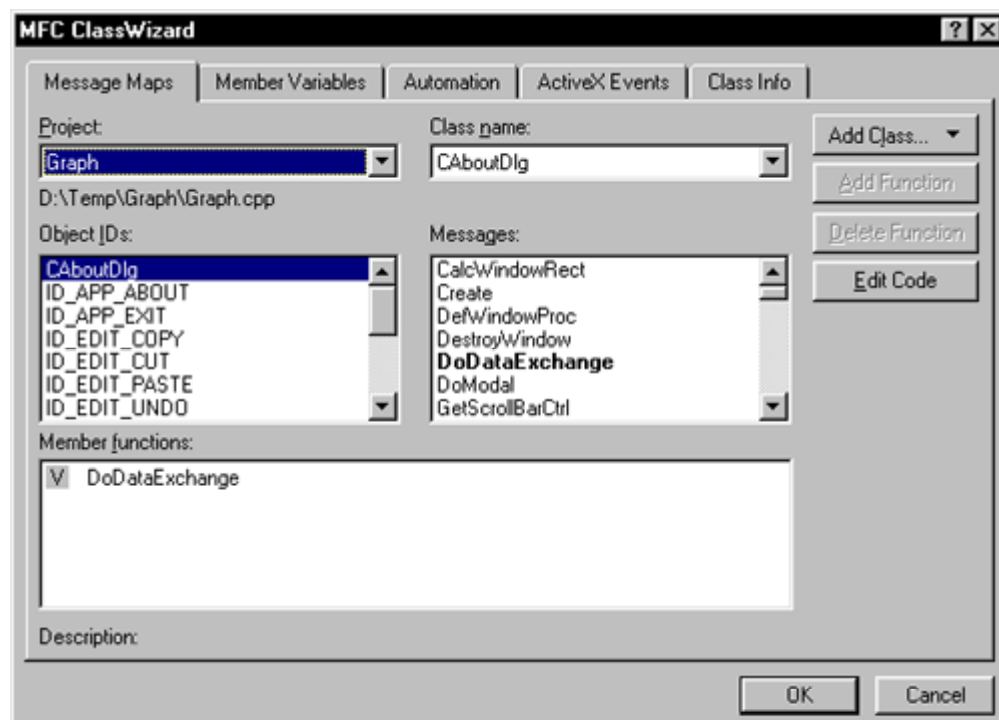 MFC ClassWizard
Message Maps
Member Variables
Automation
ActiveX Events
Class Info
Project:
Class name:
Graph
CAboutDlg
D:\Temp\Graph\Graph.cpp
Add Class...
Add Function
Delete Function
Edit Code
Object IDs:
Messages:
CAboutDlg
ID_APP_ABOUT
ID_APP_EXIT
ID_EDIT_COPY
ID_EDIT_CUT
ID_EDIT_PASTE
ID_EDIT_UNDO
CalcWindowRect
Create
DefWindowProc
DestroyWindow
DoDataExchange
DoModal
GetScrollBarCtrl
Member functions:
V DoDataExchange
Description:
OK
Cancel